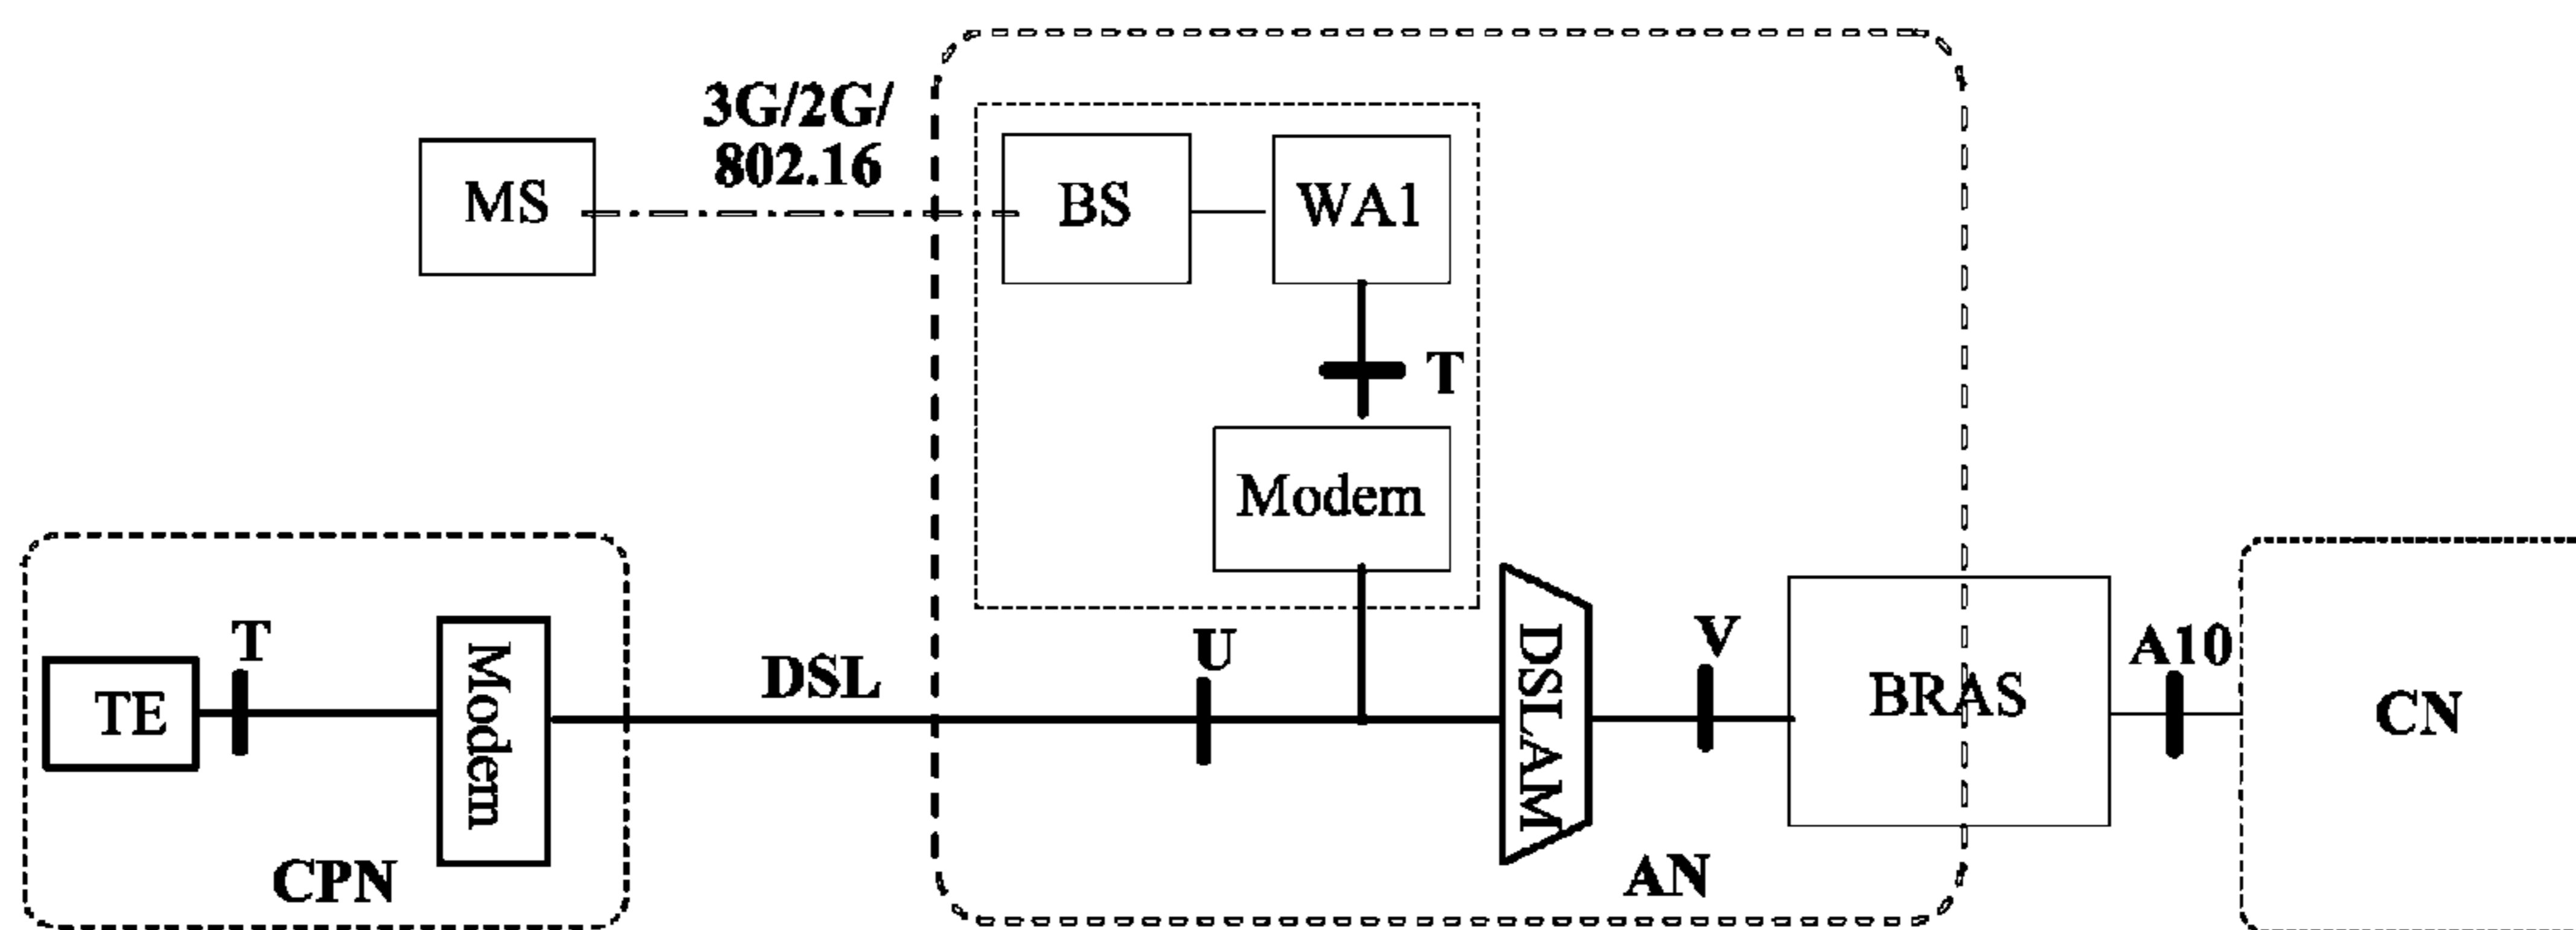 3G/2G/
802.16
MS
BS
WA1
T
Modem
TE
T
Modem
CPN
DSL
U
DSLAM
V
AN
BRAS
A10
CN